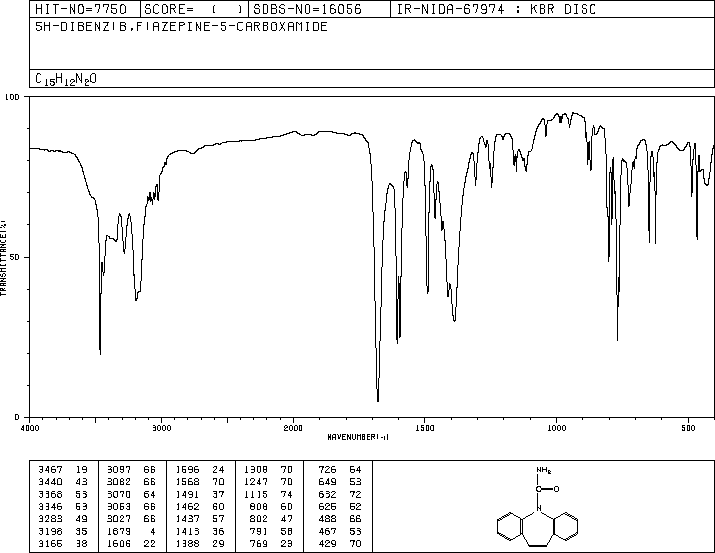 HIT-NO=7750 SCORE= ( ) SDBS-NO=16056 IR-NIDA-67974 : KBR DISC
5H-DIBENZ(B,F)AZEPINE-5-CARBOXAMIDE
C15H12N2O
100
50
0
TRANSMITTANCE(%)
4000 3000 2000 1500 1000 500
WAVENUMBER(-1)
3467 19 3097 66 1596 24 1308 70 726 64
3440 43 3082 66 1568 70 1247 70 649 53
3368 53 3070 64 1491 37 1115 74 632 72
3346 53 3053 66 1462 60 808 60 625 52
3283 49 3027 66 1437 57 802 47 488 66
3198 35 1679 4 1413 36 791 58 467 53
3165 38 1606 22 1388 29 769 23 429 70
NH2
C=O
N